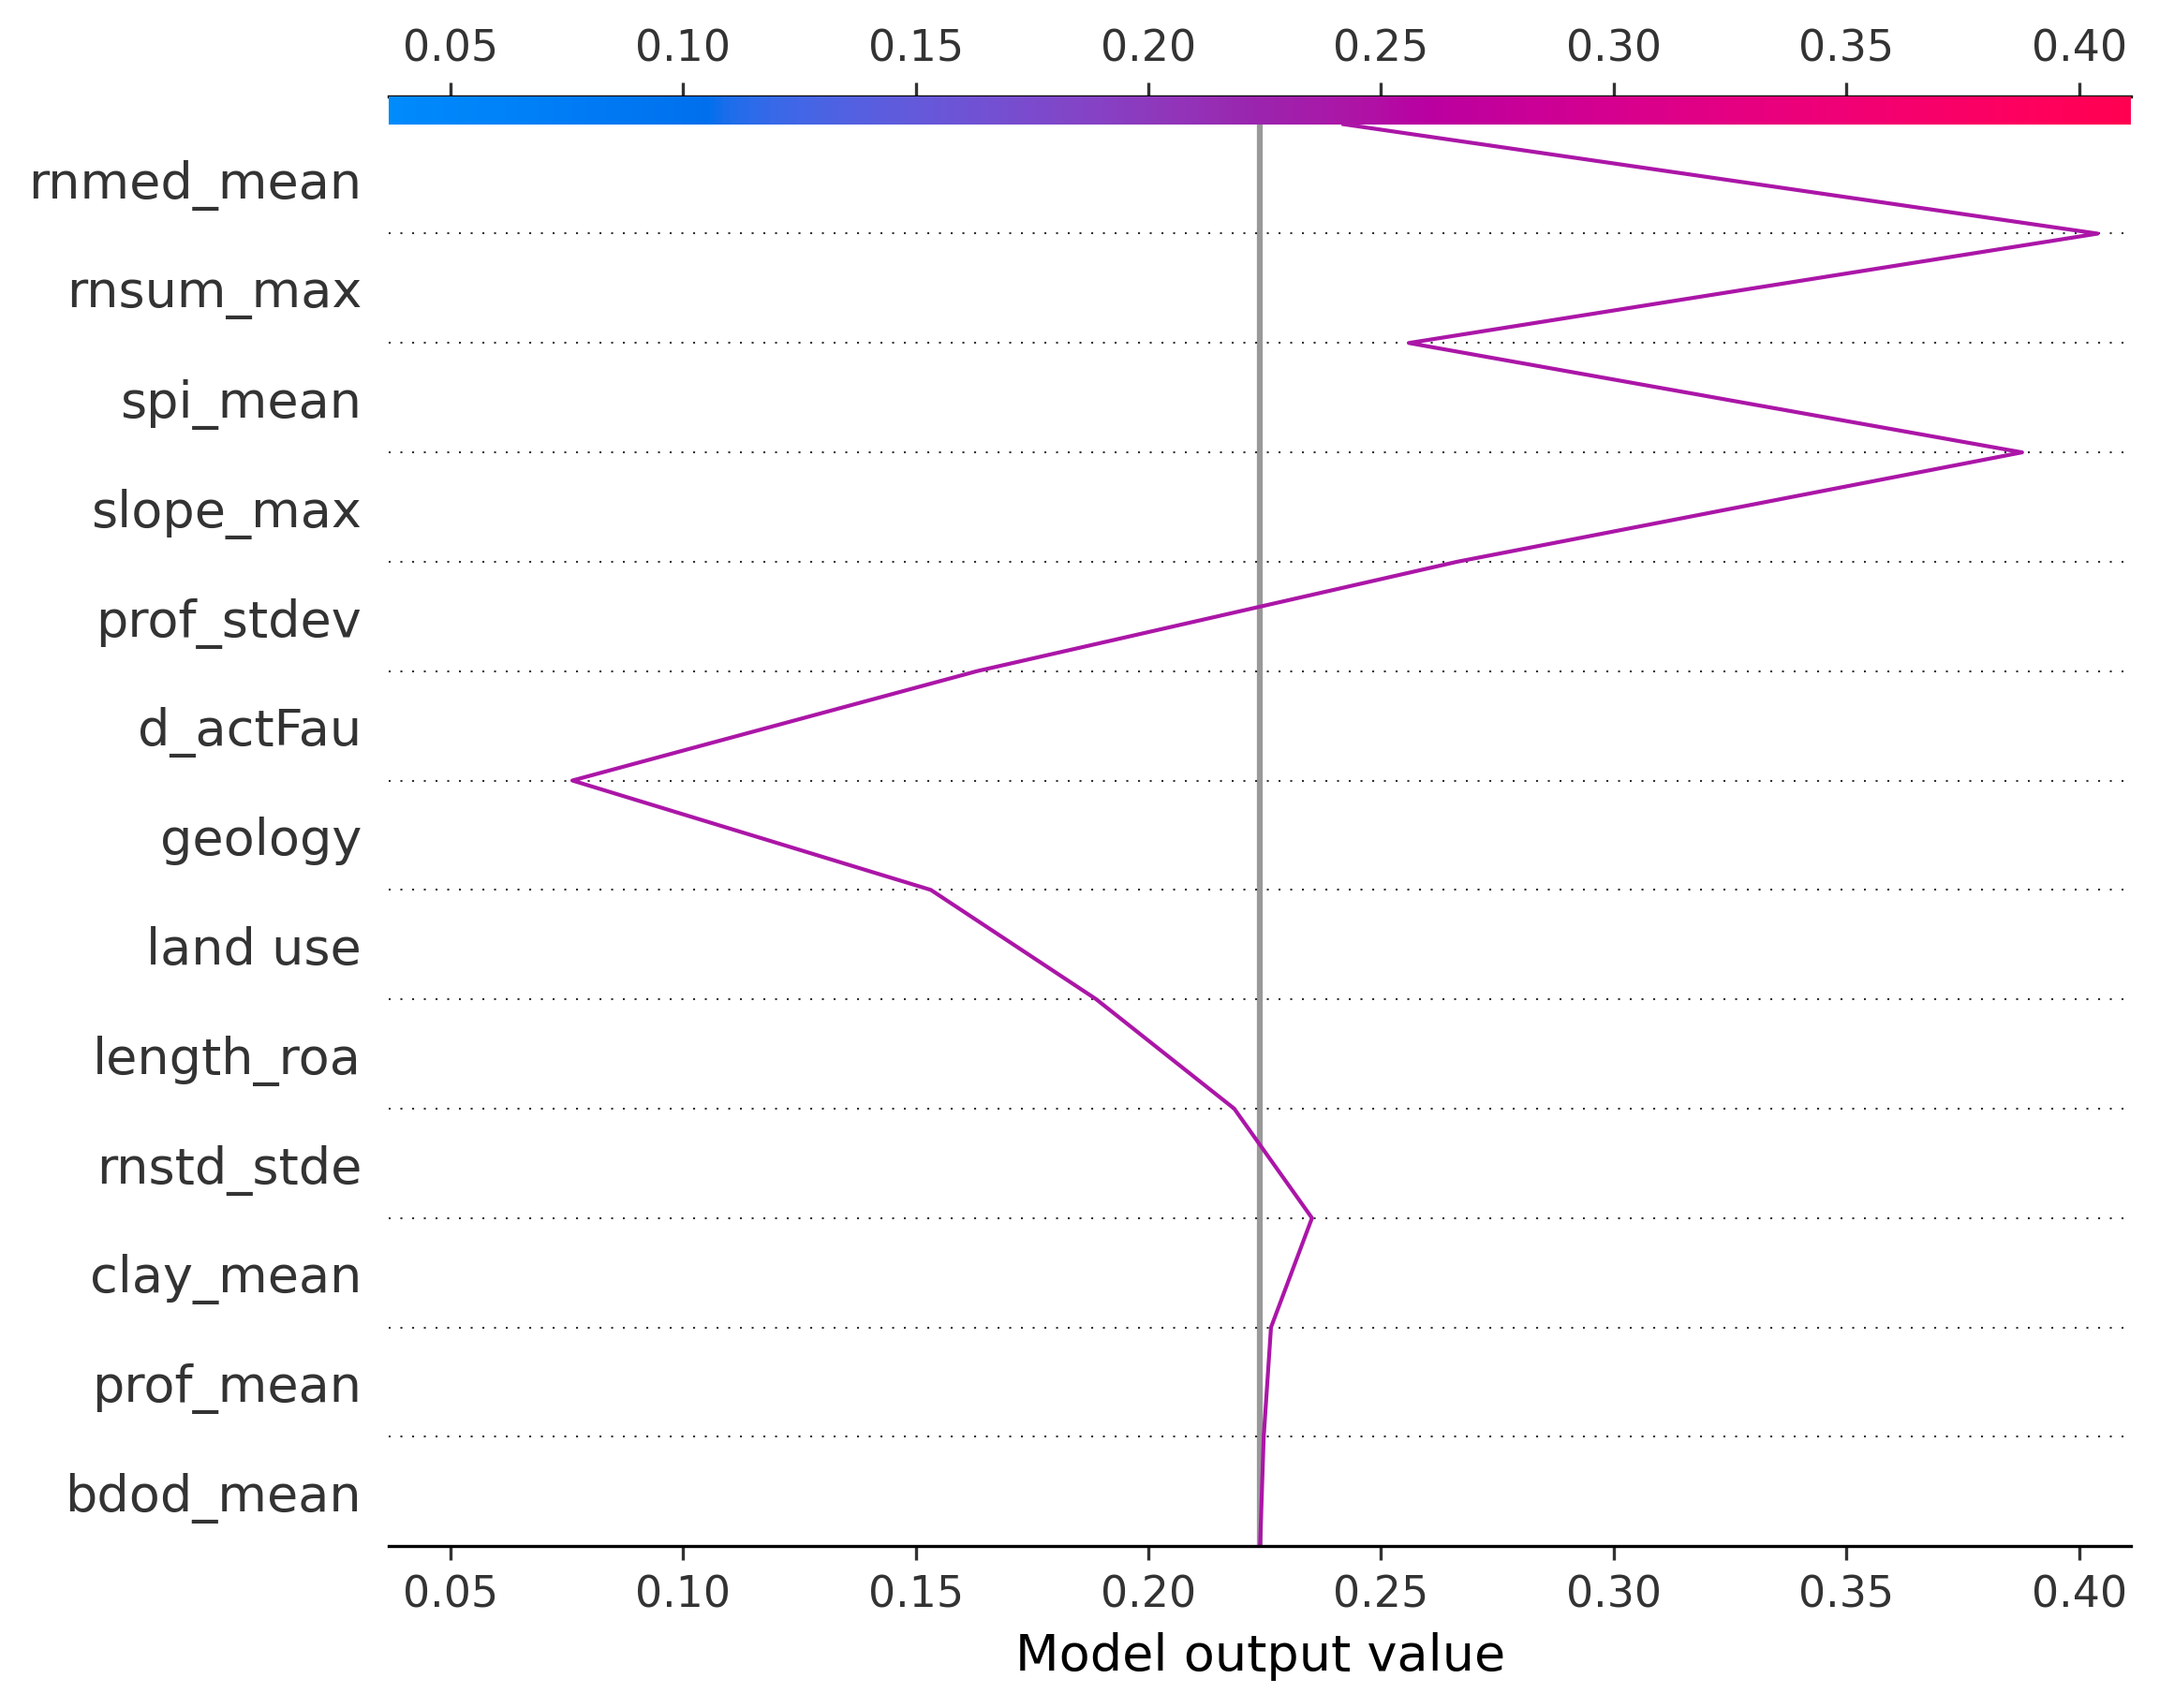 0.05 0.10 0.15 0.20 0.25 0.30 0.35 0.40
rnmed_mean
rnsum_max
spi_mean
slope_max
prof_stdev
d_actFau
geology
land use
length_roa
rnstd_stde
clay_mean
prof_mean
bdod_mean
0.05 0.10 0.15 0.20 0.25 0.30 0.35 0.40
Model output value